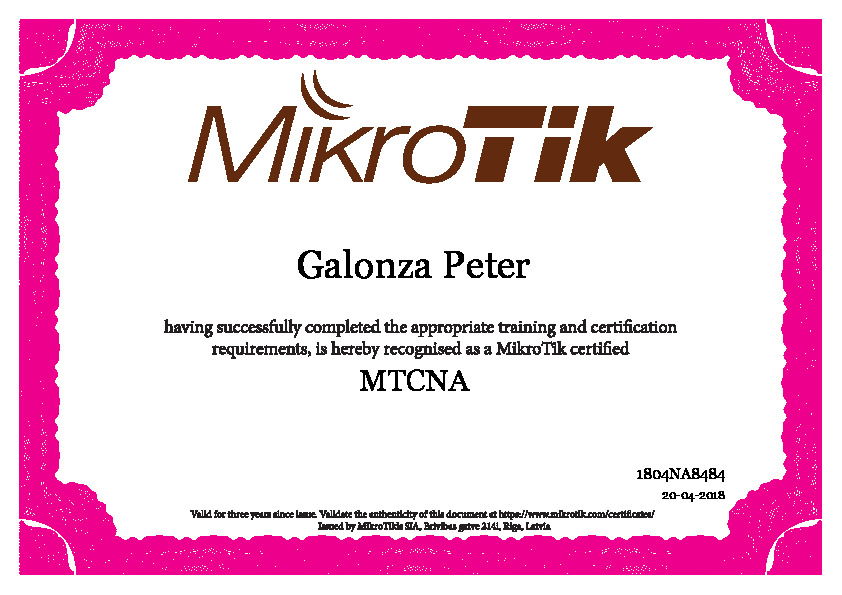 MikroTik
Galonza Peter
having successfully completed the appropriate training and certification
requirements, is hereby recognised as a MikroTik certified
MTCNA
1804NA8484
20-04-2018
Valid for three years since issue. Validate the authenticity of this document at https://www.mikrotik.com/certificates/
Issued by MikroTikls SIA, Brivibas gatve 214i, Riga, Latvia